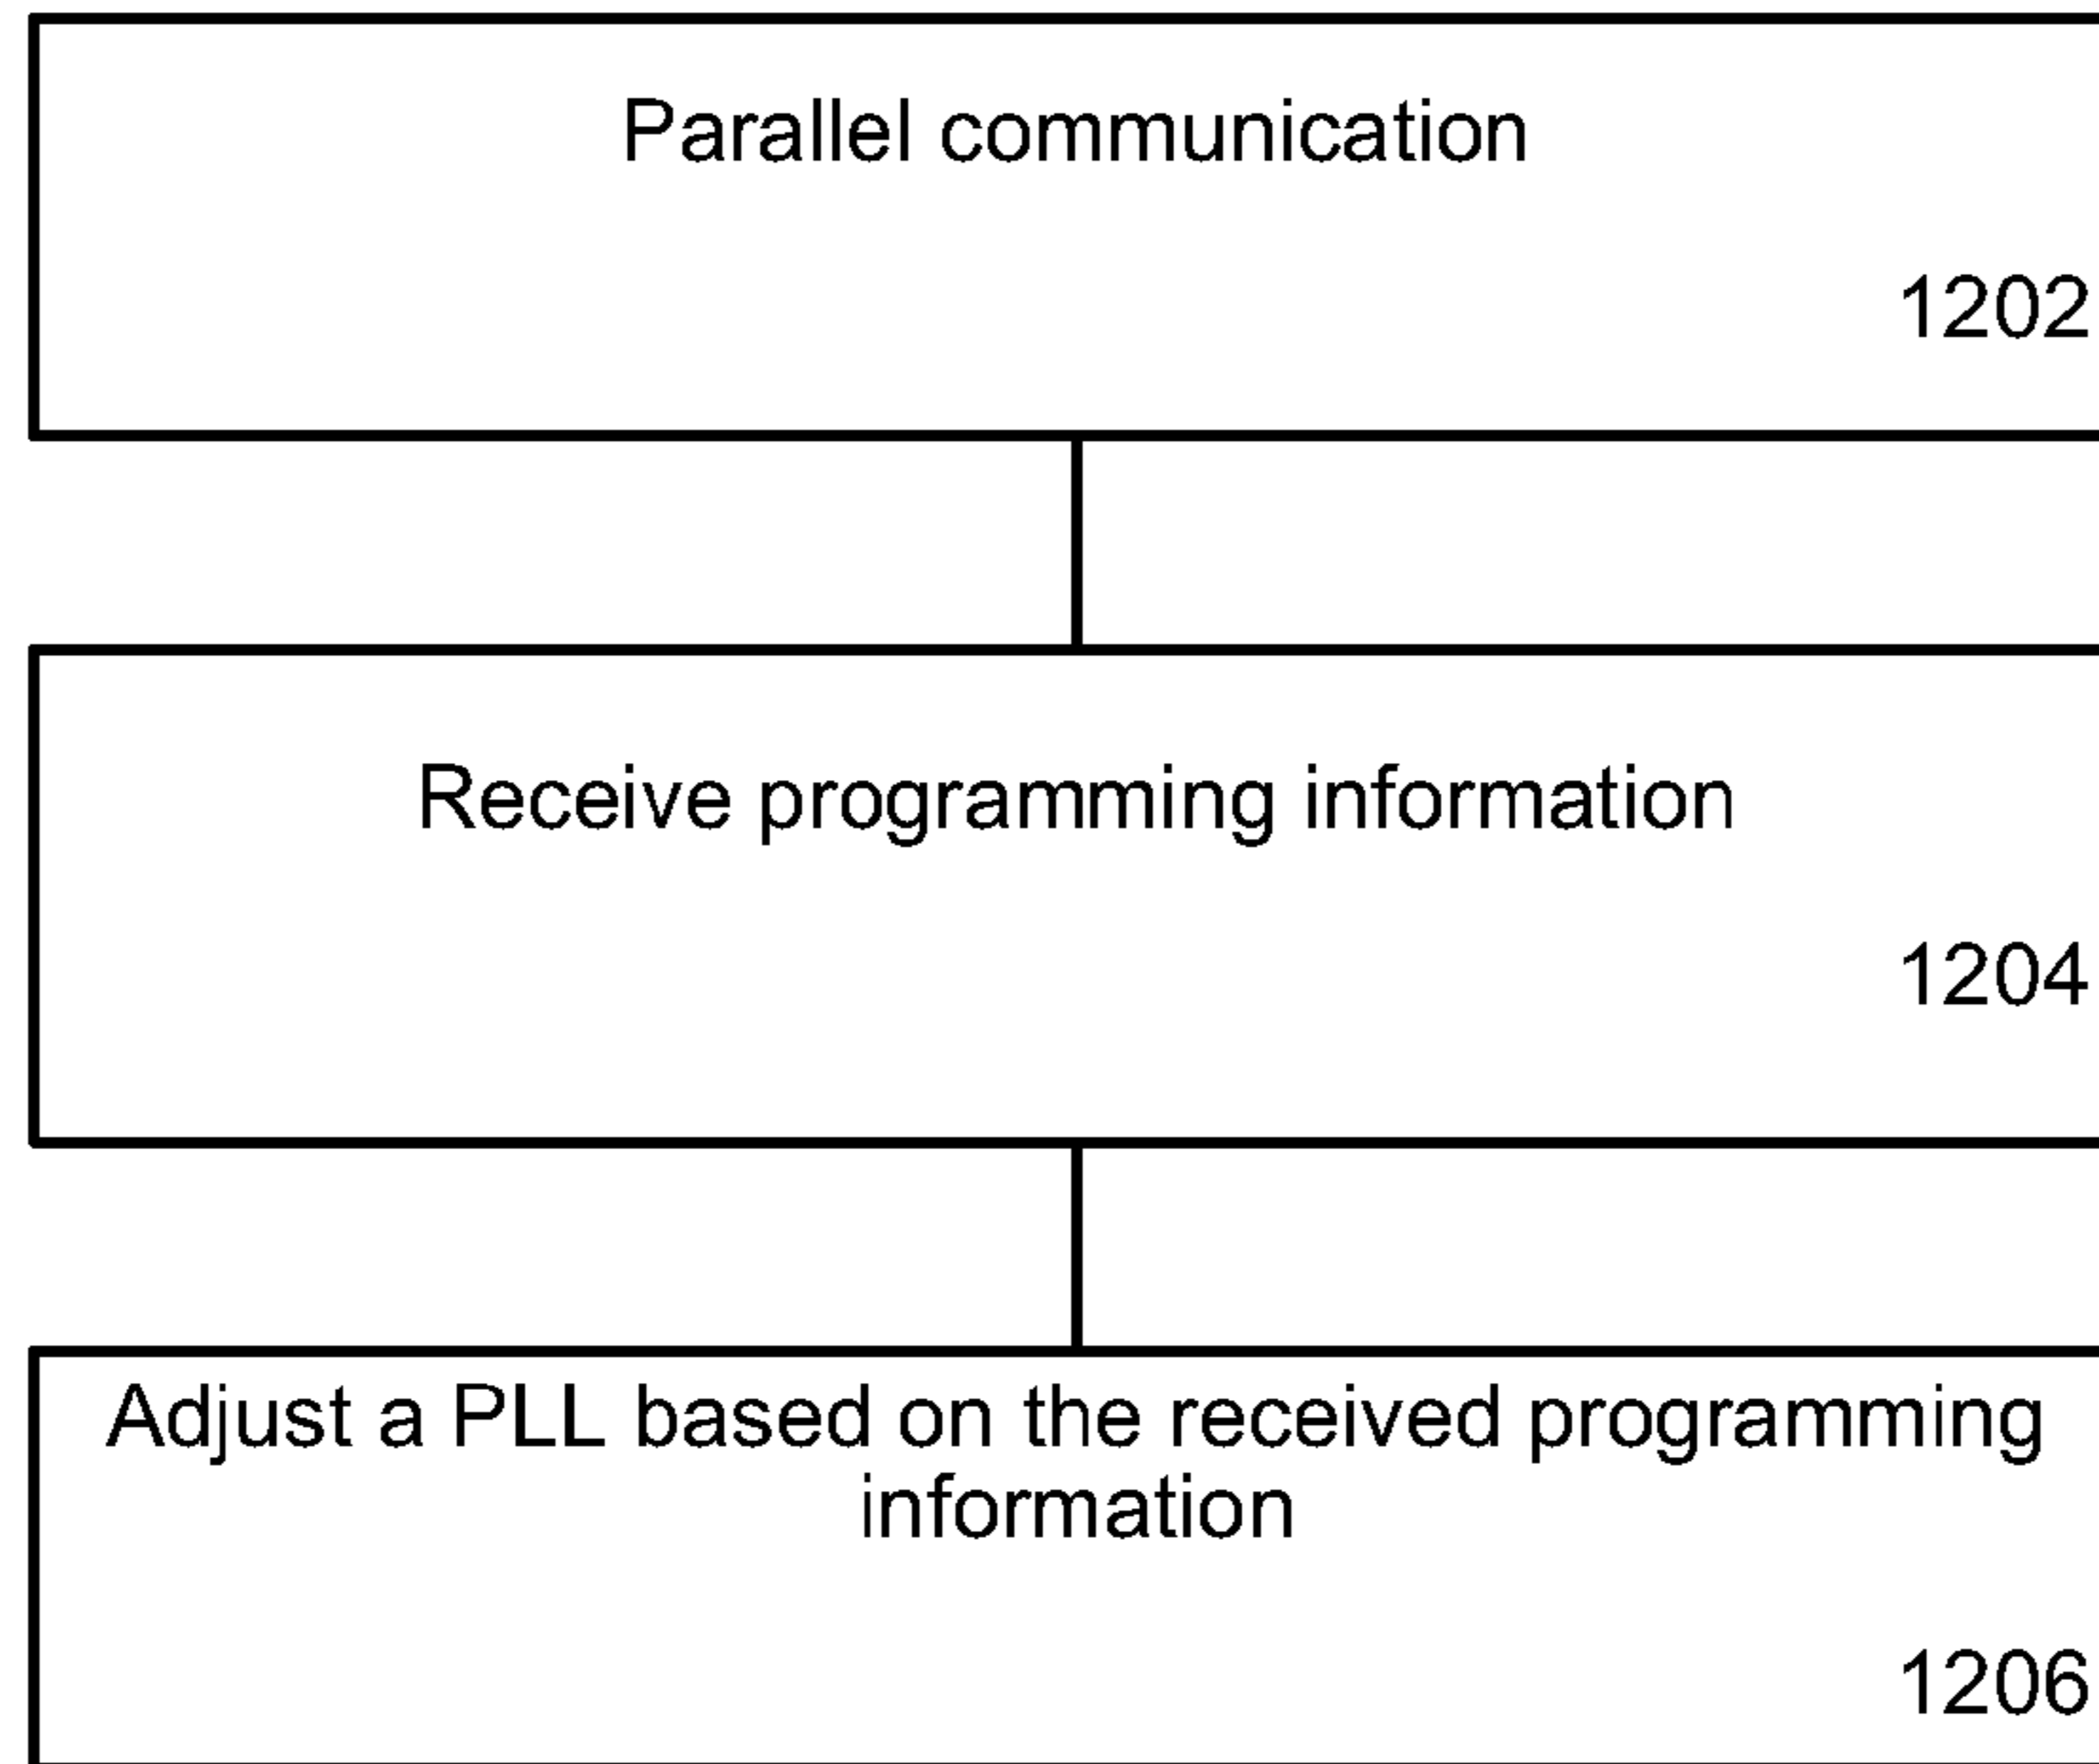 Parallel communication
1202
Receive programming information
1204
Adjust a PLL based on the received programming
information
1206